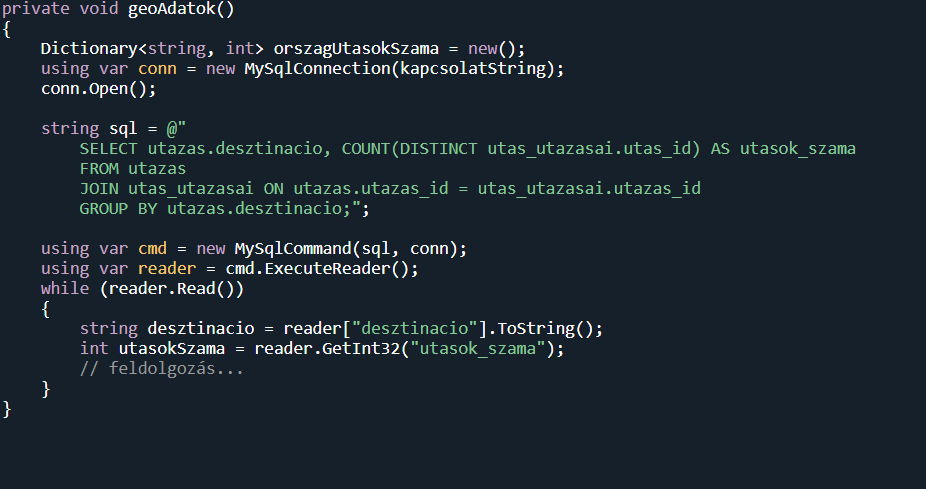 private void geoAdatok()
{
    Dictionary<string, int> orszagUtasokSzama = new();
    using var conn = new MySqlConnection(kapcsolatString);
    conn.Open();

    string sql = @"
        SELECT utazas.desztinacio, COUNT(DISTINCT utas_utazasai.utas_id) AS utasok_szama
        FROM utazas
        JOIN utas_utazasai ON utazas.utazas_id = utas_utazasai.utazas_id
        GROUP BY utazas.desztinacio;";

    using var cmd = new MySqlCommand(sql, conn);
    using var reader = cmd.ExecuteReader();
    while (reader.Read())
    {
        string desztinacio = reader["desztinacio"].ToString();
        int utasokSzama = reader.GetInt32("utasok_szama");
        // feldolgozás...
    }
}